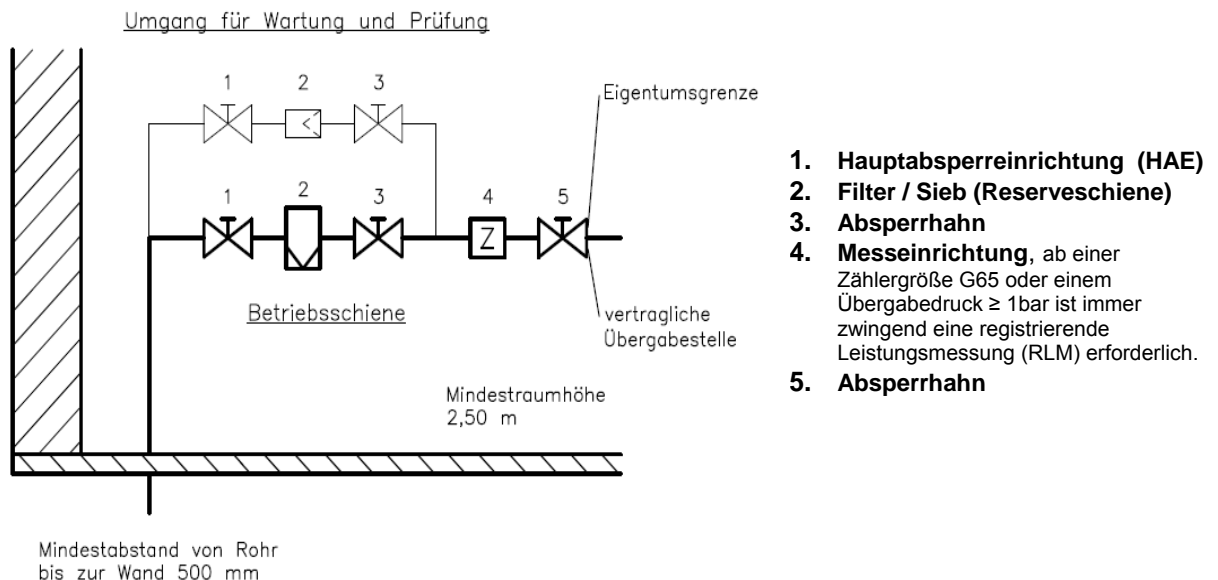 Umgang für Wartung und Prüfung
1 2 3
Eigentumsgrenze
1 2 3 4 5
Z
Betriebsschiene
vertragliche
Übergabestelle
Mindestraumhöhe
2,50 m
Mindestabstand von Rohr
bis zur Wand 500 mm
1. Hauptabsperreinrichtung (HAE)
2. Filter / Sieb (Reserveschiene)
3. Absperrhahn
4. Messeinrichtung, ab einer
Zählergröße G65 oder einem
Übergabedruck ≥ 1bar ist immer
zwingend eine registrierende
Leistungsmessung (RLM) erforderlich.
5. Absperrhahn